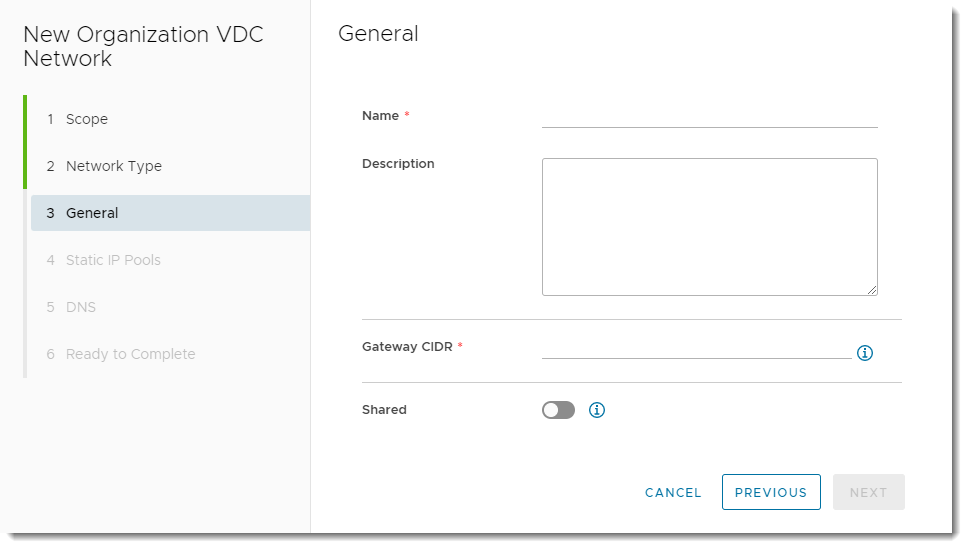 New Organization VDC
Network
1 Scope
2 Network Type
3 General
4 Static IP Pools
5 DNS
6 Ready to Complete
General
Name *
Description
Gateway CIDR *
Shared
CANCEL
PREVIOUS
NEXT